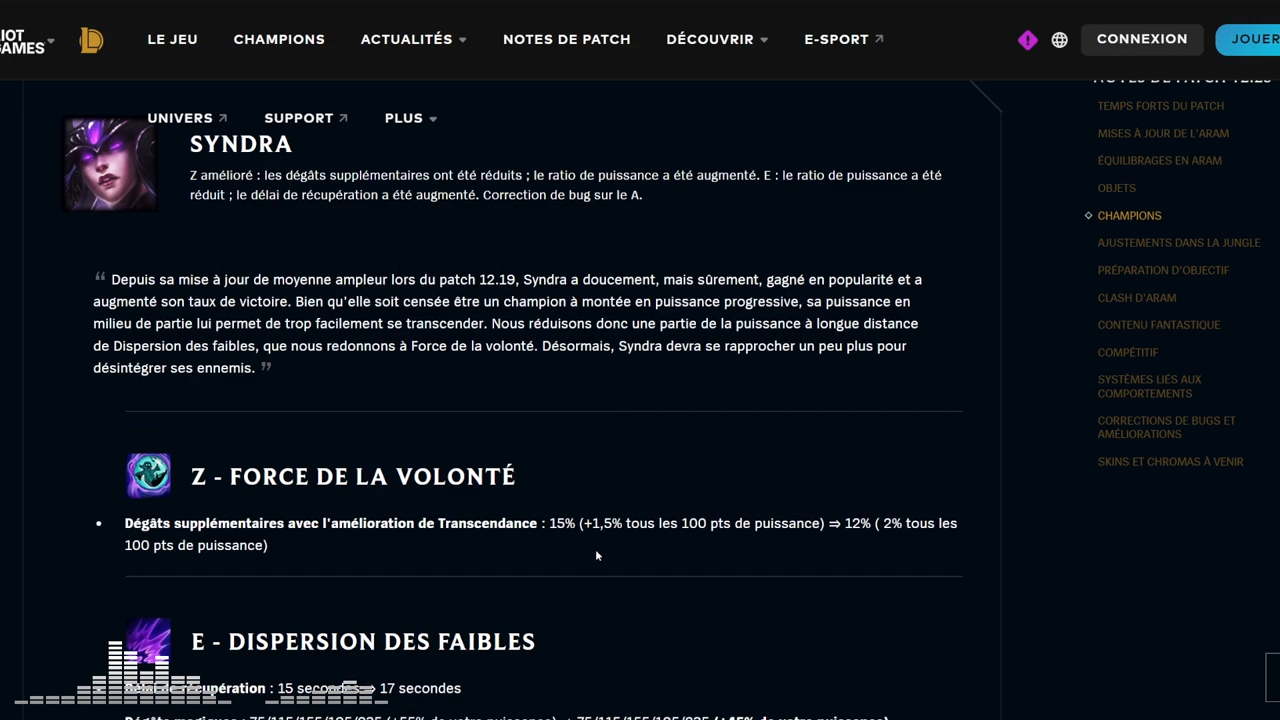 IOT
GAMES
LE JEU
CHAMPIONS
ACTUALITÉS
NOTES DE PATCH
DÉCOUVRIR
E-SPORT
CONNEXION
JOUER
UNIVERS
SUPPORT
PLUS
SYNDRA
Z amélioré : les dégâts supplémentaires ont été réduits ; le ratio de puissance a été augmenté. E : le ratio de puissance a été
réduit ; le délai de récupération a été augmenté. Correction de bug sur le A.
“ Depuis sa mise à jour de moyenne ampleur lors du patch 12.19, Syndra a doucement, mais sûrement, gagné en popularité et a
augmenté son taux de victoire. Bien qu'elle soit censée être un champion à montée en puissance progressive, sa puissance en
milieu de partie lui permet de trop facilement se transcender. Nous réduisons donc une partie de la puissance à longue distance
de Dispersion des faibles, que nous redonnons à Force de la volonté. Désormais, Syndra devra se rapprocher un peu plus pour
désintégrer ses ennemis. ”
Z - FORCE DE LA VOLONTÉ
• Dégâts supplémentaires avec l'amélioration de Transcendance : 15% (+1,5% tous les 100 pts de puissance) ⇒ 12% ( 2% tous les
100 pts de puissance)
E - DISPERSION DES FAIBLES
Délai de récupération : 15 secondes ⇒ 17 secondes
NOTES DE PATCH
TEMPS FORTS DU PATCH
MISES À JOUR DE L'ARAM
ÉQUILIBRAGES EN ARAM
OBJETS
CHAMPIONS
AJUSTEMENTS DANS LA JUNGLE
PRÉPARATION D'OBJECTIF
CLASH D'ARAM
CONTENU FANTASTIQUE
COMPÉTITIF
SYSTÈMES LIÉS AUX
COMPORTEMENTS
CORRECTIONS DE BUGS ET
AMÉLIORATIONS
SKINS ET CHROMAS À VENIR